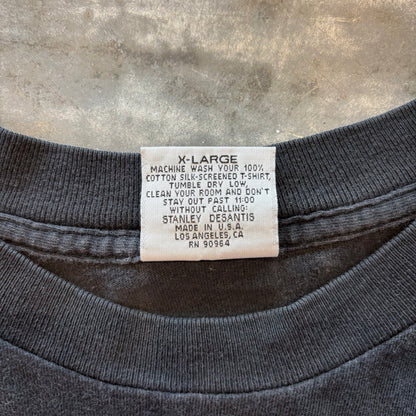 X-LARGE
MACHINE WASH YOUR 100%
COTTON SILK-SCREENED T-SHIRT,
TUMBLE DRY LOW,
CLEAN YOUR ROOM AND DON'T
STAY OUT PAST 11:00
WITHOUT CALLING:
STANLEY DESANTIS
MADE IN U.S.A.
LOS ANGELES, CA
RN 90964